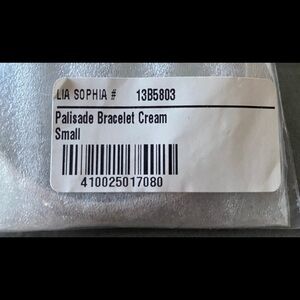 LIA SOPHIA # 13B5803
Palisade Bracelet Cream
Small
410025017080